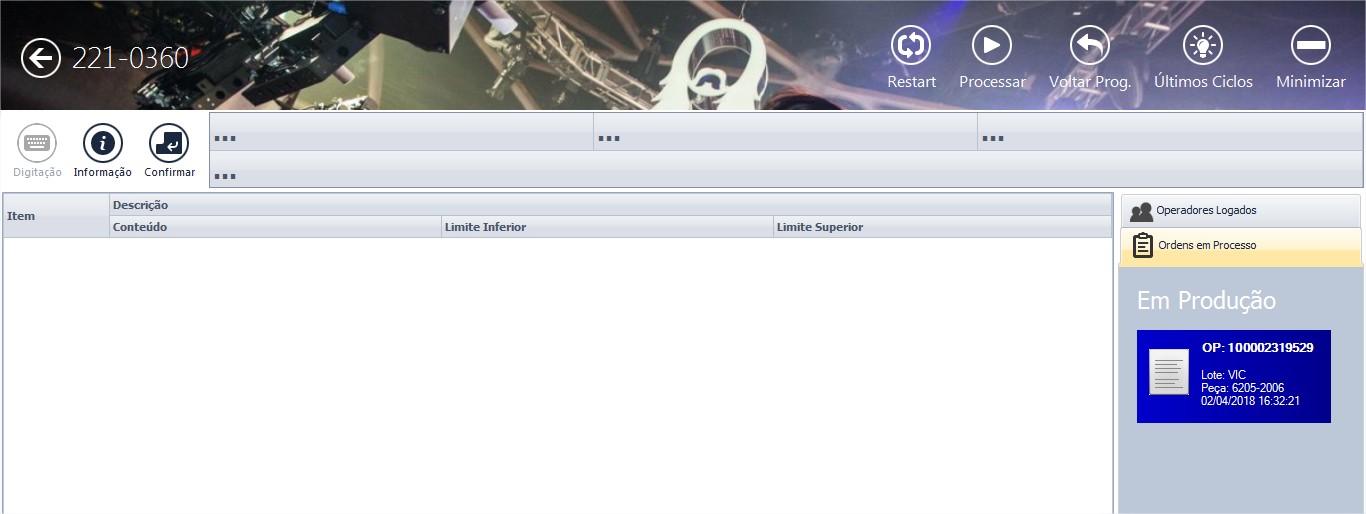 221-0360
Restart
Processar
Voltar Prog.
Últimos Ciclos
Minimizar
Digitação
Informação
Confirmar
...
...
...
...
Item
Descrição
Conteúdo
Limite Inferior
Limite Superior
Operadores Logados
Ordens em Processo
Em Produção
OP: 100002319529
Lote: VIC
Peça: 6205-2006
02/04/2018 16:32:21